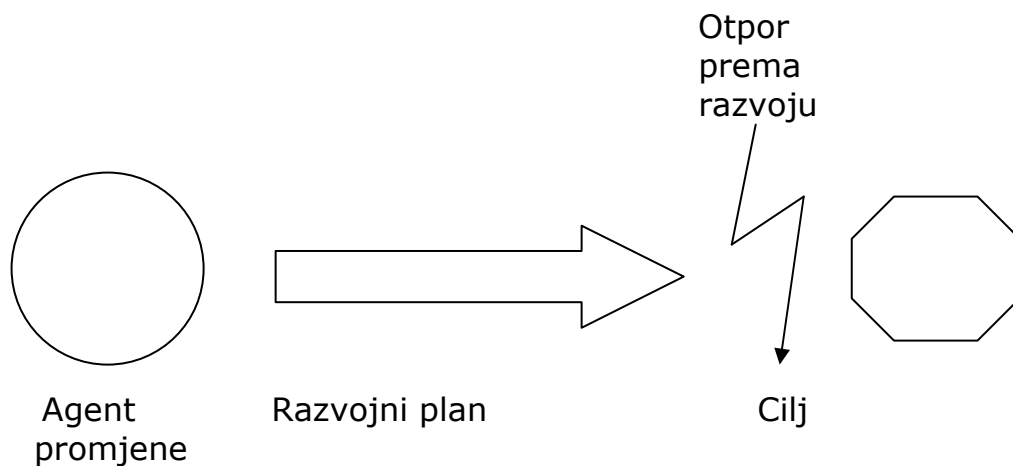 Otpor
prema
razvoju
Agent
promjene
Razvojni plan
Cilj